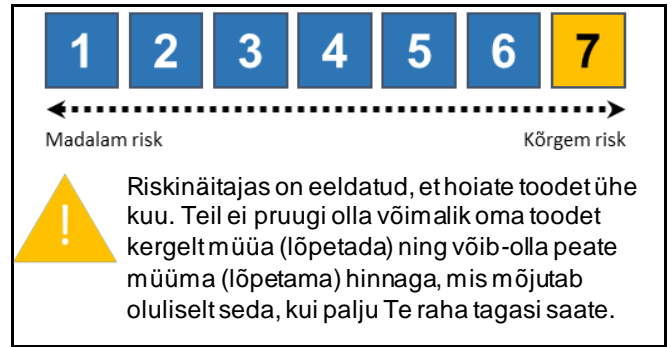 1 2 3 4 5 6 7
Madalam risk Kõrgem risk
!
Riskinäitajas on eeldatud, et hoiate toodet ühe
kuu. Teil ei pruugi olla võimalik oma toodet
kergelt müüa (lõpetada) ning võib-olla peate
müüma (lõpetama) hinnaga, mis mõjutab
oluliselt seda, kui palju Te raha tagasi saate.